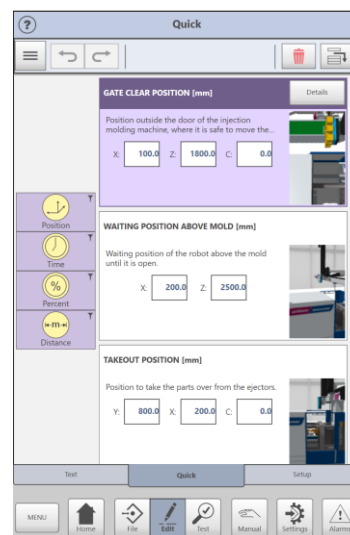 ?
Quick
GATE CLEAR POSITION [mm]
Details
Position outside the door of the injection
molding machine, where it is safe to move the...
X: 100.0 Z: 1800.0 C: 0.0
Position
Time
%
Percent
m
Distance
WAITING POSITION ABOVE MOLD [mm]
Waiting position of the robot above the mold
until it is open.
X: 200.0 Z: 2500.0
TAKEOUT POSITION [mm]
Position to take the parts over from the ejectors.
Y: 800.0 X: 200.0 C: 0.0
Text Quick Setup
MENU Home File Edit Test Manual Settings Alarms